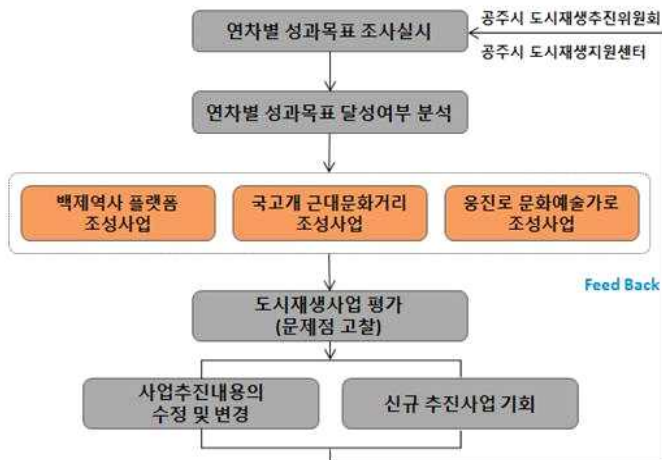 연차별 성과목표 조사실시
공주시 도시재생추진위원회
공주시 도시재생지원센터
연차별 성과목표 달성여부 분석
백제역사 플랫폼
조성사업
국고개 근대문화거리
조성사업
웅진로 문화예술가로
조성사업
Feed Back
도시재생사업 평가
(문제점 고찰)
사업추진내용의
수정 및 변경
신규 추진사업 기회